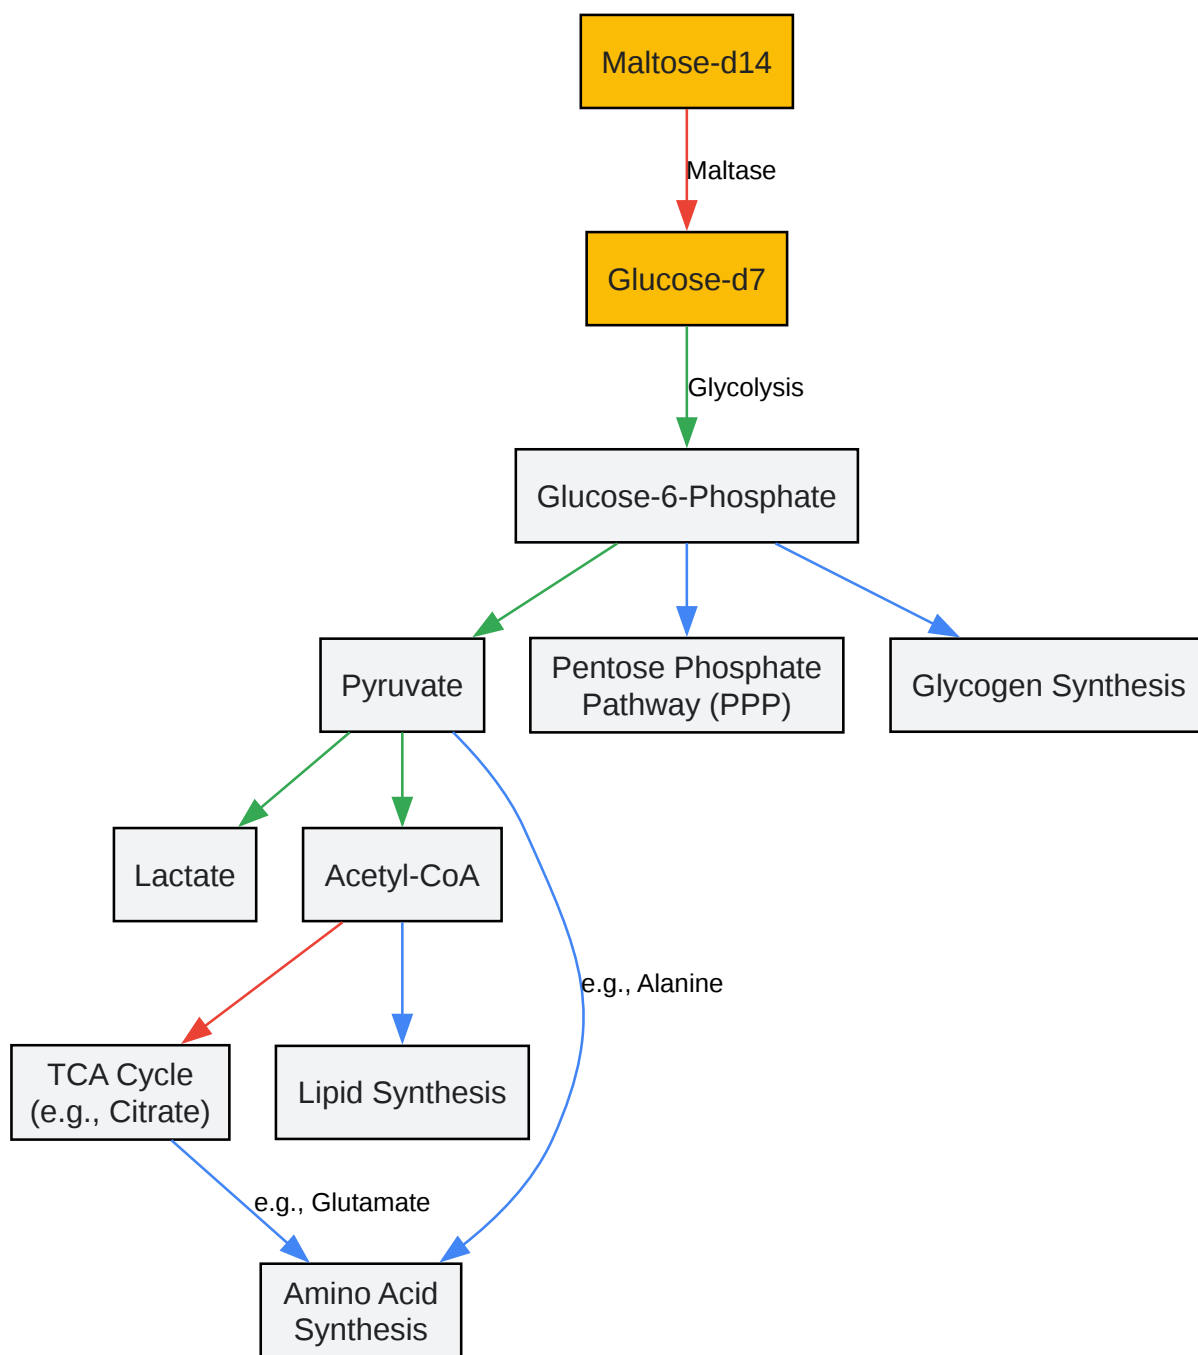 Maltose-d14
Maltase
Glucose-d7
Glycolysis
Glucose-6-Phosphate
Pyruvate
Pentose Phosphate
Pathway (PPP)
Glycogen Synthesis
Lactate
Acetyl-CoA
e.g., Alanine
TCA Cycle
(e.g., Citrate)
Lipid Synthesis
e.g., Glutamate
Amino Acid
Synthesis